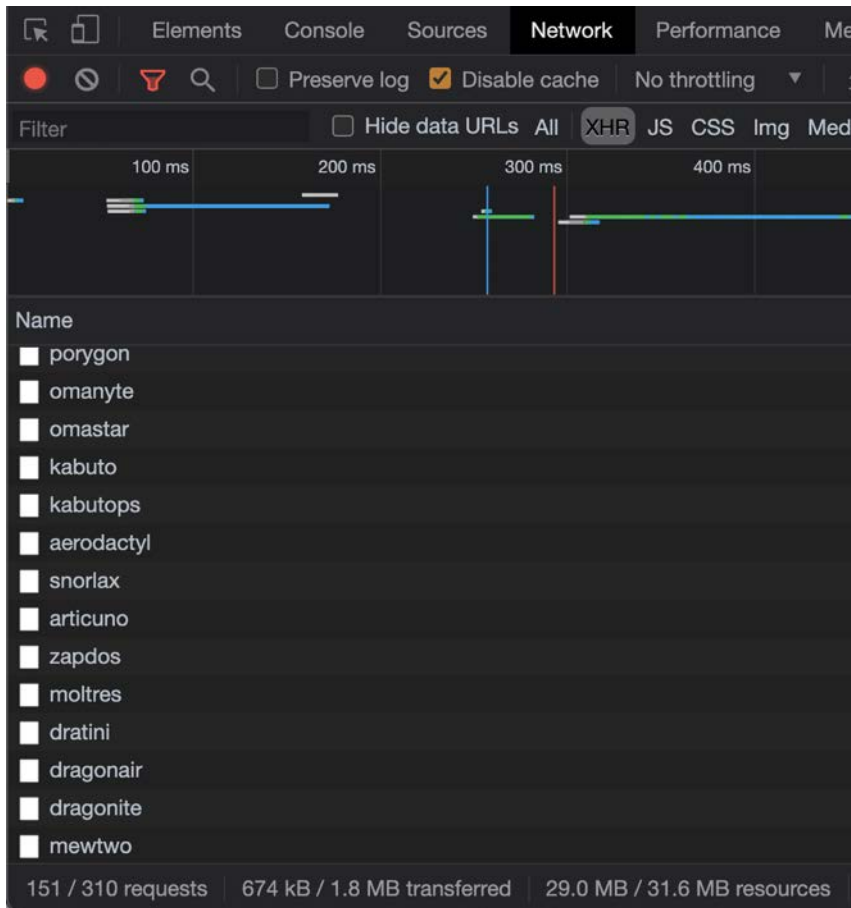 Elements Console Sources Network Performance Me
Preserve log Disable cache No throttling
Filter Hide data URLs All XHR JS CSS Img Med
100 ms 200 ms 300 ms 400 ms
Name
porygon
omanyte
omastar
kabuto
kabutops
aerodactyl
snorlax
articuno
zapdos
moltres
dratini
dragonair
dragonite
mewtwo
151 / 310 requests 674 kB / 1.8 MB transferred 29.0 MB / 31.6 MB resources